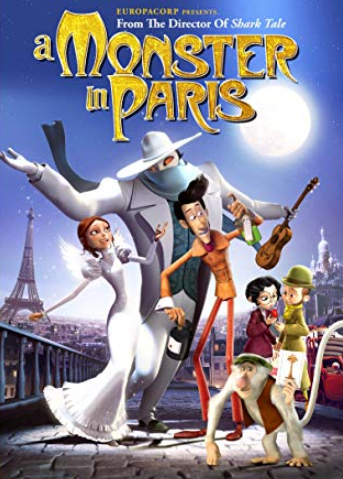 EUROPACORP PRESENTS
From The Director Of Shark Tale
a MONSTER
in PARIS